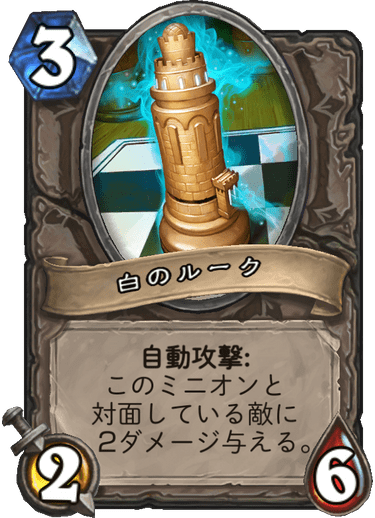 3
白のルーク
自動攻撃:
このミニオンと
対面している敵に
2ダメージ与える。
2
6